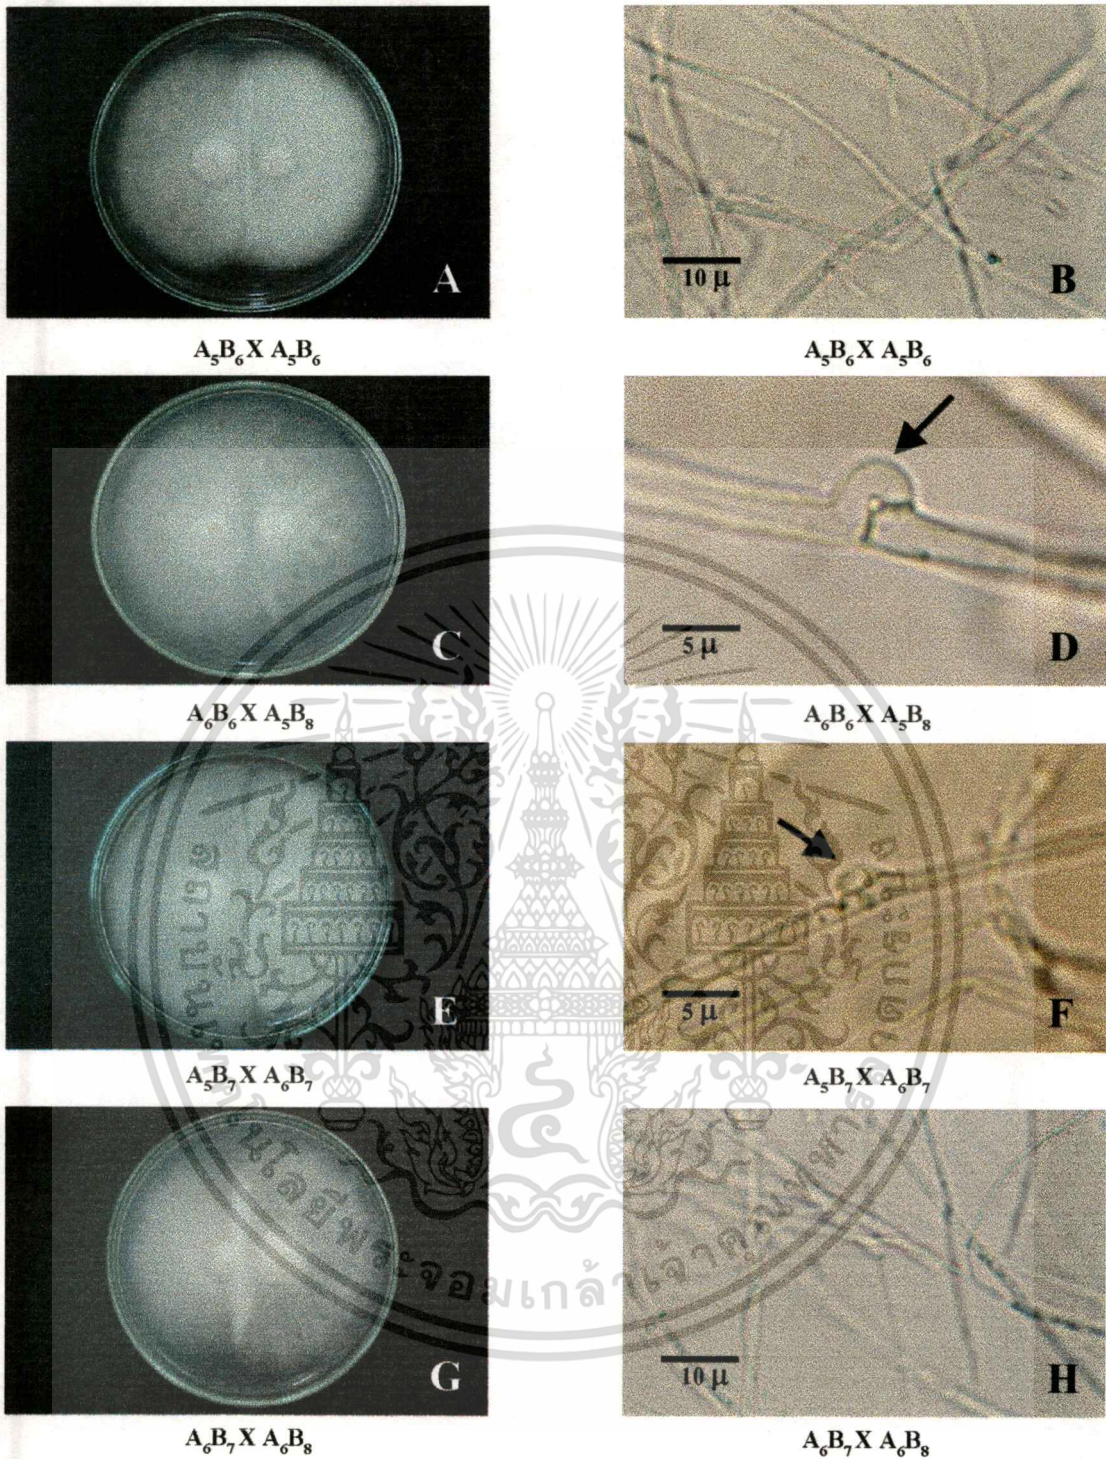 A
B
10 μ
A₅B₆ X A₅B₆
A₅B₆ X A₅B₆
C
D
5 μ
A₆B₆ X A₅B₈
A₆B₆ X A₅B₈
E
F
5 μ
A₅B₇ X A₆B₇
A₅B₇ X A₆B₇
G
H
10 μ
A₆B₇ X A₆B₈
A₆B₇ X A₆B₈